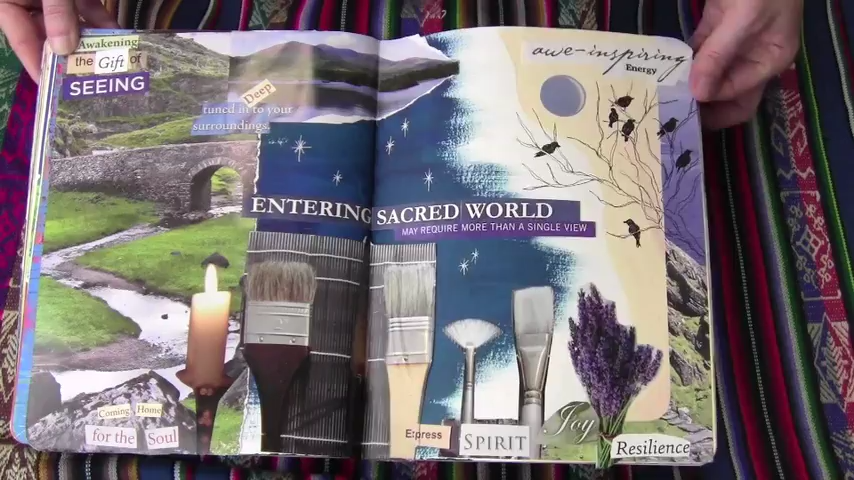 Awakening
the Gift of
SEEING
Deep
tuned in to your
surroundings.
awe-inspiring
Energy
ENTERING SACRED WORLD
MAY REQUIRE MORE THAN A SINGLE VIEW
Coming Home
for the Soul
Express SPIRIT
Joy
Resilience